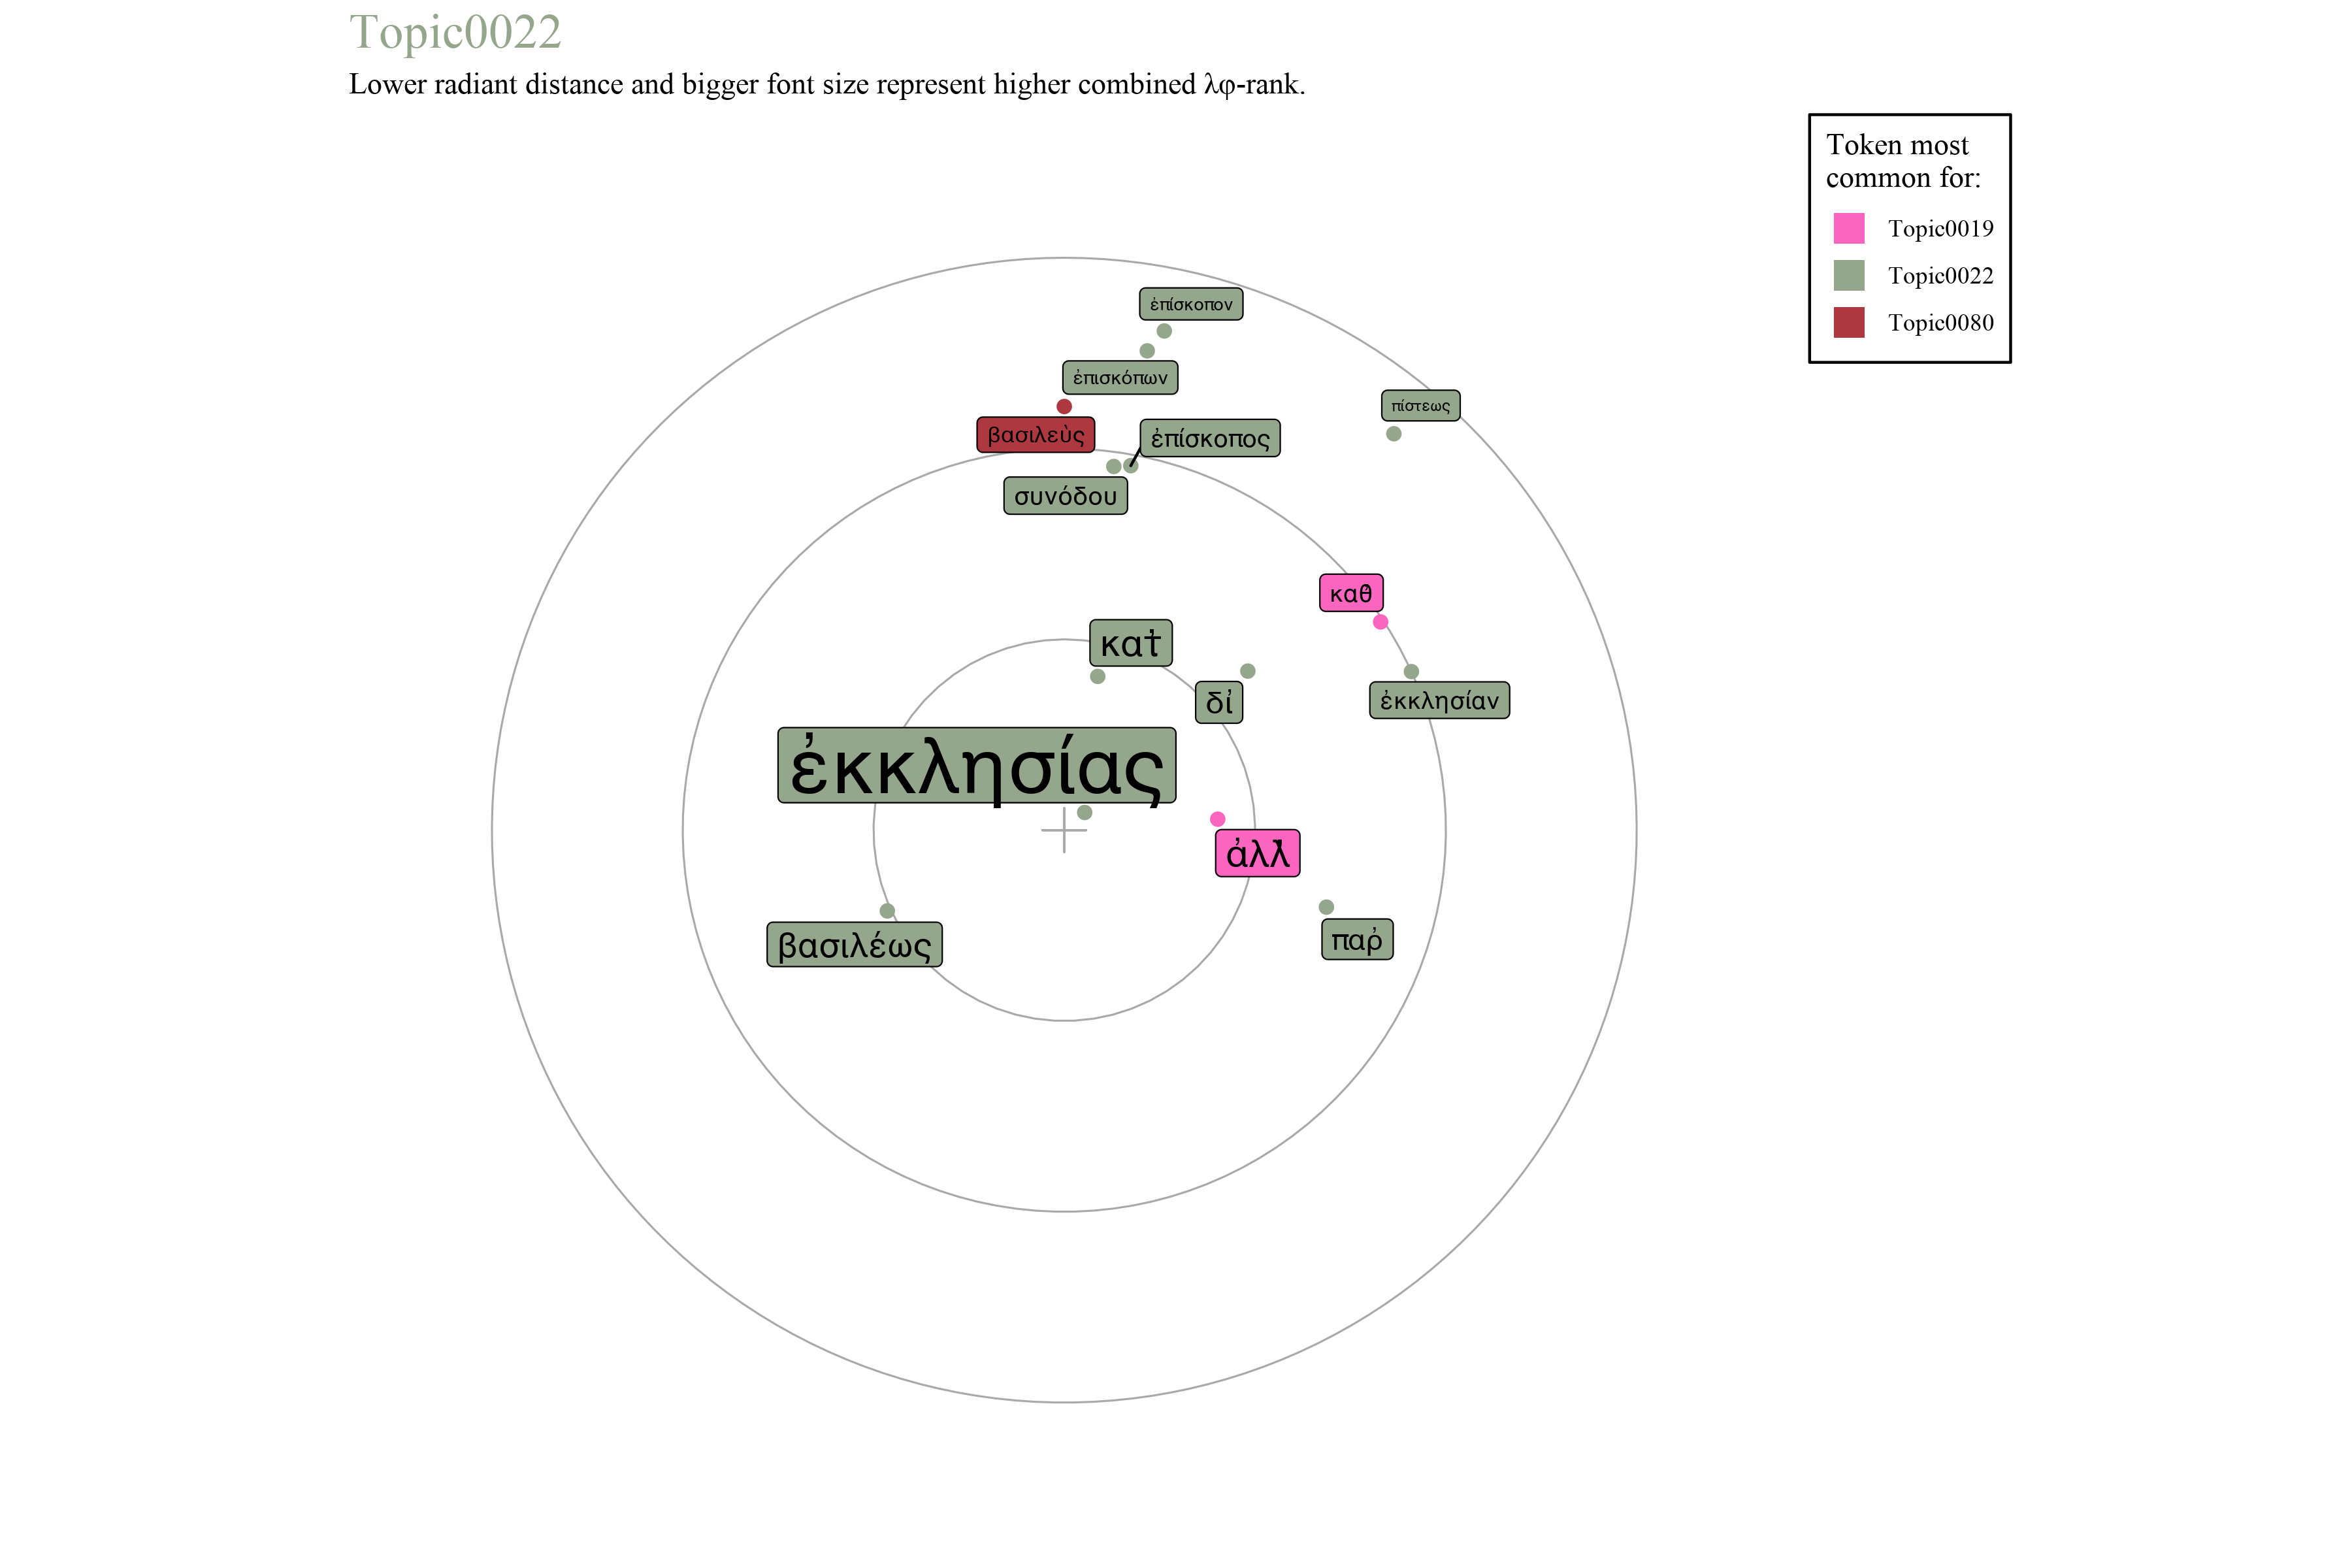 Topic0022
Lower radiant distance and bigger font size represent higher combined λφ-rank.
Token most
common for:
Topic0019
Topic0022
Topic0080
ἐπίσκοπον
ἐπισκόπων
πίστεως
βασιλεὺς
ἐπίσκοπος
συνόδου
καθ̓
κατ̓
δἰ
ἐκκλησίαν
ἐκκλησίας
ἀλλ̓
παῤ
βασιλέως